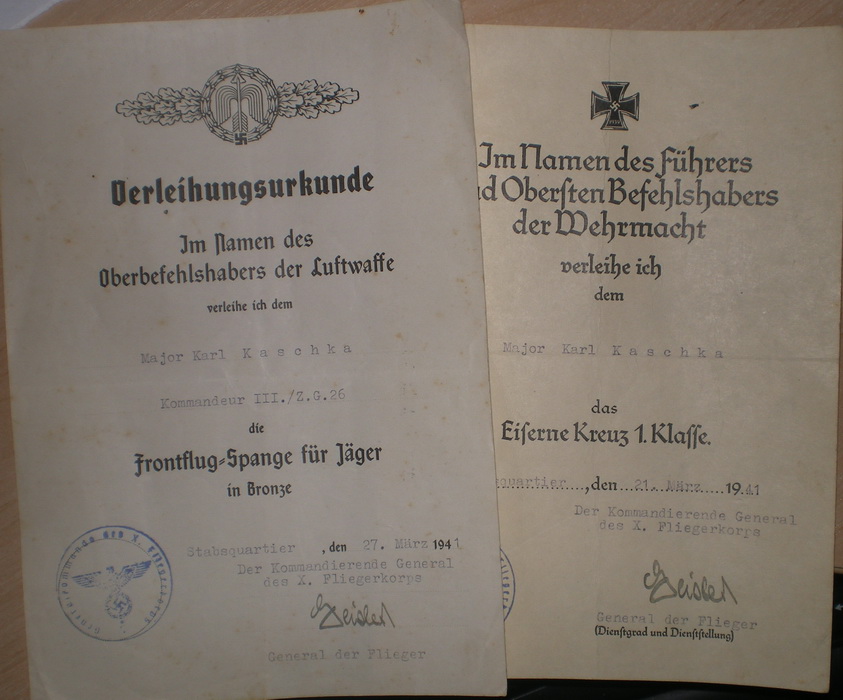 Verleihungsurkunde
Im Namen des
Oberbefehlshabers der Luftwaffe
verleihe ich dem
Major Karl Kaschka
Kommandeur III./Z.G.26
die
Frontflug-Spange für Jäger
in Bronze
Stabsquartier, den 27. März 1941
Der Kommandierende General
des X. Fliegerkorps
Geisler
General der Flieger
Im Namen des Führers
d Obersten Befehlshabers
der Wehrmacht
verleihe ich
dem
Major Karl Kaschka
das
Eiserne Kreuz 1. Klasse.
quartier, den 21. März 1941
Der Kommandierende General
des X. Fliegerkorps
Geisler
General der Flieger
(Dienstgrad und Dienststellung)